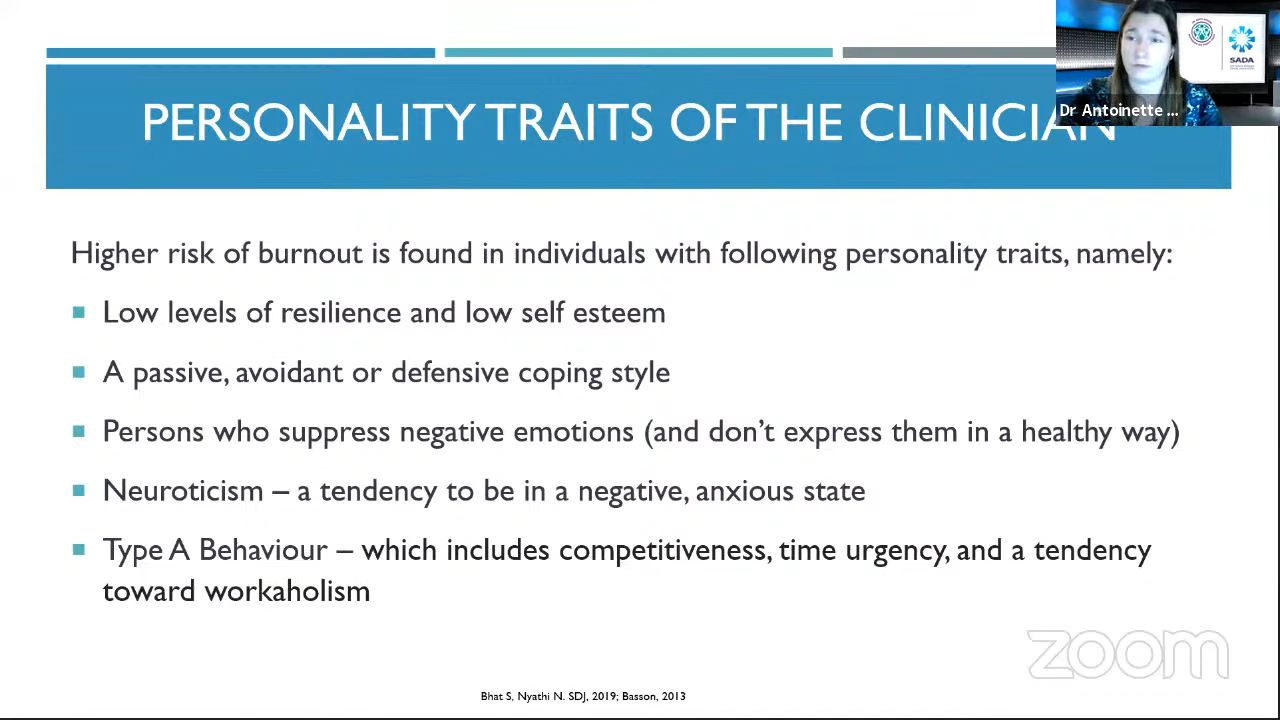 PERSONALITY TRAITS OF THE CLINICIAN
SADA
Dr Antoinette ...
Higher risk of burnout is found in individuals with following personality traits, namely:
Low levels of resilience and low self esteem
A passive, avoidant or defensive coping style
Persons who suppress negative emotions (and don't express them in a healthy way)
Neuroticism – a tendency to be in a negative, anxious state
Type A Behaviour – which includes competitiveness, time urgency, and a tendency
toward workaholism
zoom
Bhat S, Nyathi N. SDJ, 2019; Basson, 2013